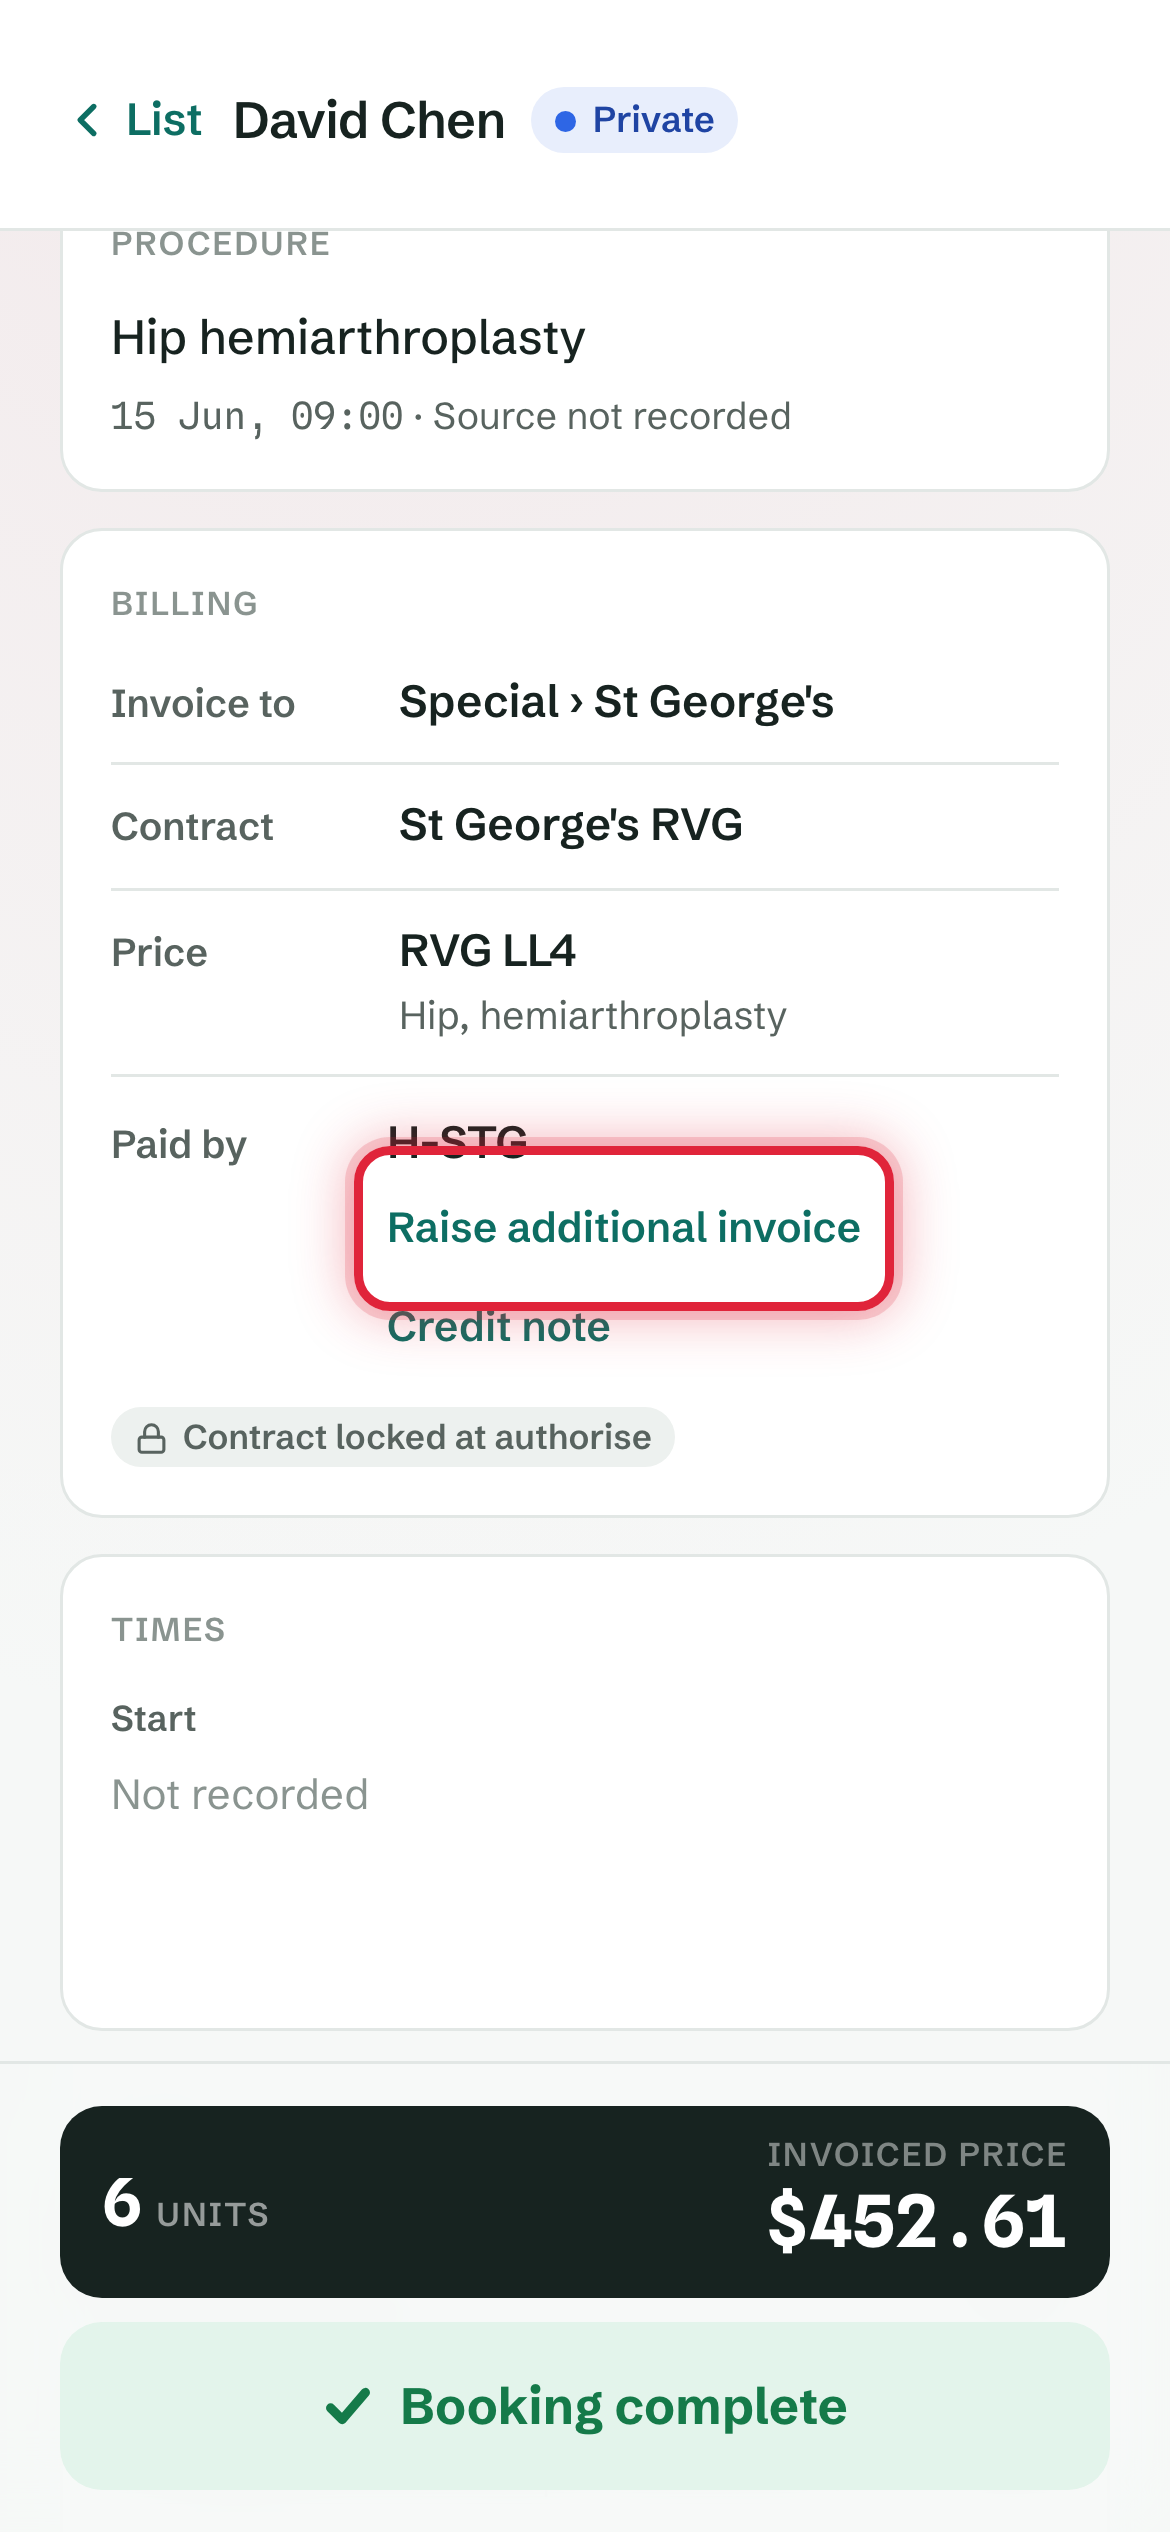 List David Chen Private
PROCEDURE
Hip hemiarthroplasty
15 Jun, 09:00 · Source not recorded
BILLING
Invoice to Special › St George's
Contract St George's RVG
Price RVG LL4
Hip, hemiarthroplasty
Paid by H-STG
Raise additional invoice
Credit note
Contract locked at authorise
TIMES
Start
Not recorded
INVOICED PRICE
6 UNITS $452.61
Booking complete